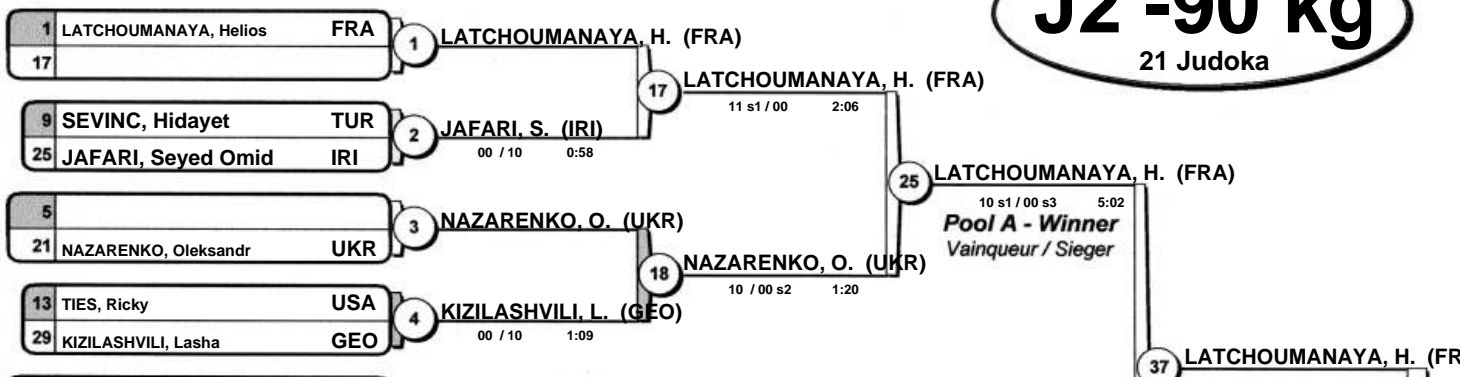 J2 -90 kg
21 Judoka
1 LATCHOUMANAYA, Helios FRA
17
1
LATCHOUMANAYA, H. (FRA)
17
LATCHOUMANAYA, H. (FRA)
11 s1 / 00 2:06
9 SEVINC, Hidayet TUR
25 JAFARI, Seyed Omid IRI
2
JAFARI, S. (IRI)
00 / 10 0:58
25
LATCHOUMANAYA, H. (FRA)
10 s1 / 00 s3 5:02
Pool A - Winner
Vainqueur / Sieger
5
21 NAZARENKO, Oleksandr UKR
3
NAZARENKO, O. (UKR)
18
NAZARENKO, O. (UKR)
10 / 00 s2 1:20
13 TIES, Ricky USA
29 KIZILASHVILI, Lasha GEO
4
KIZILASHVILI, L. (GEO)
00 / 10 1:09
37
LATCHOUMANAYA, H. (FR